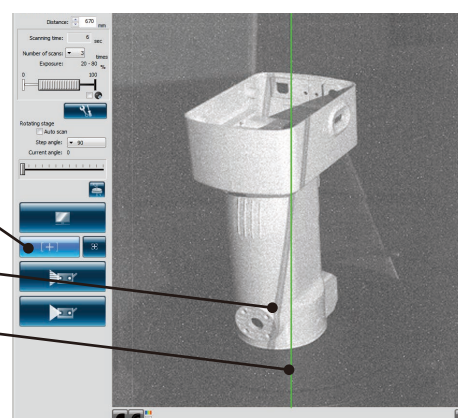 Distance: 670 mm
Scanning time: 6 sec
Number of scans: 3 times
Exposure: 20 - 80 %
0 100
Rotating stage
Auto scan
Step angle: 90
Current angle: 0